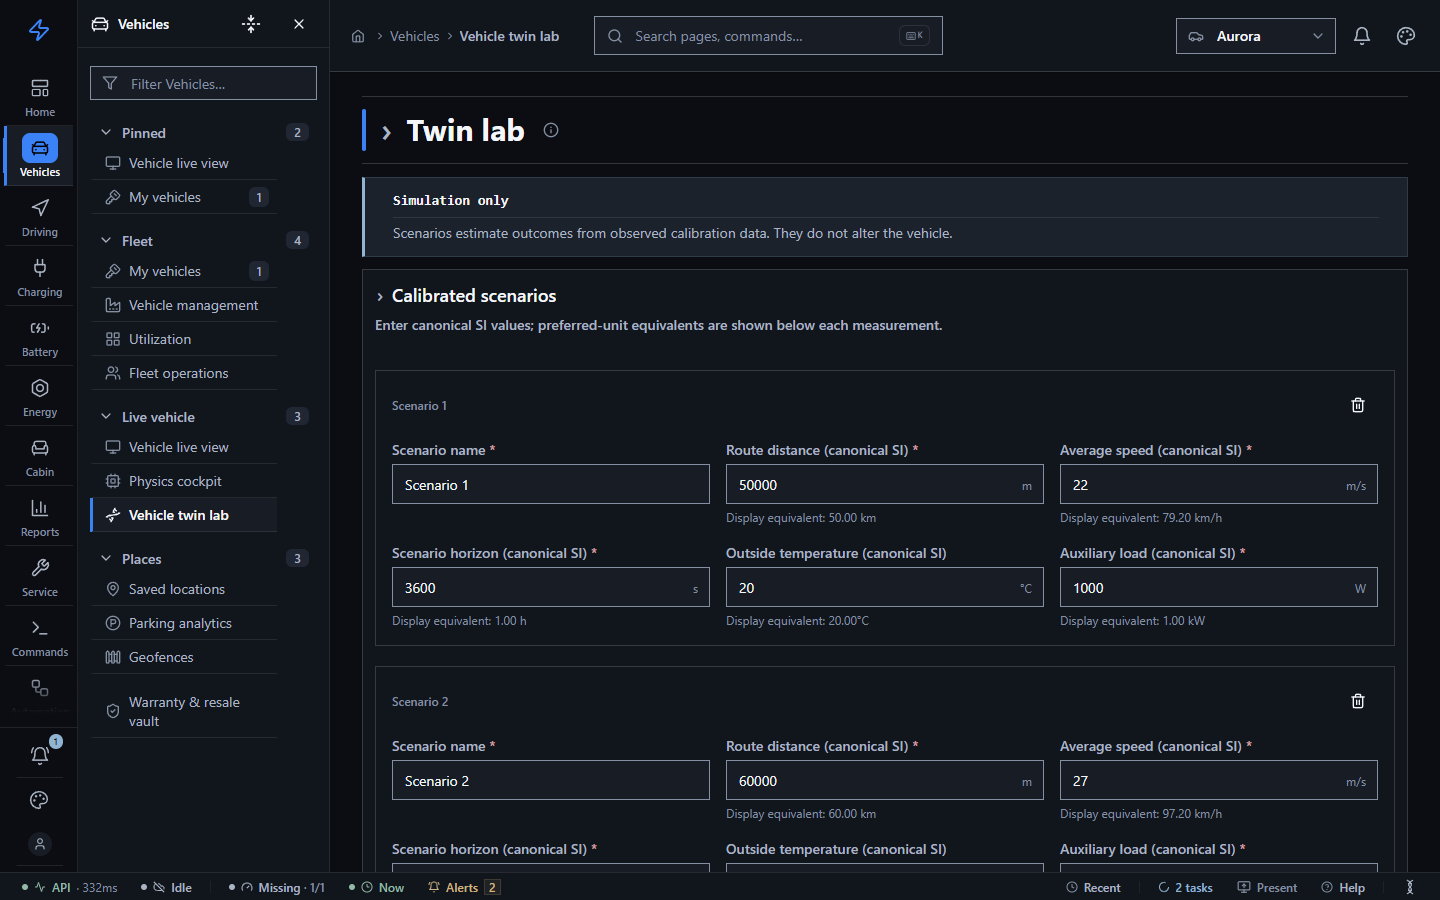 Vehicles
Vehicles
Vehicle twin lab
Search pages, commands...
K
Aurora
Home
Vehicles
Driving
Charging
Battery
Energy
Cabin
Reports
Service
Commands
1
Filter Vehicles...
Pinned
2
Vehicle live view
My vehicles
1
Fleet
4
My vehicles
1
Vehicle management
Utilization
Fleet operations
Live vehicle
3
Vehicle live view
Physics cockpit
Vehicle twin lab
Places
3
Saved locations
Parking analytics
Geofences
Warranty & resale
vault
Twin lab
Simulation only
Scenarios estimate outcomes from observed calibration data. They do not alter the vehicle.
Calibrated scenarios
Enter canonical SI values; preferred-unit equivalents are shown below each measurement.
Scenario 1
Scenario name *
Route distance (canonical SI) *
Average speed (canonical SI) *
Scenario 1
50000 m
22 m/s
Display equivalent: 50.00 km
Display equivalent: 79.20 km/h
Scenario horizon (canonical SI) *
Outside temperature (canonical SI)
Auxiliary load (canonical SI) *
3600 s
20 °C
1000 W
Display equivalent: 1.00 h
Display equivalent: 20.00°C
Display equivalent: 1.00 kW
Scenario 2
Scenario name *
Route distance (canonical SI) *
Average speed (canonical SI) *
Scenario 2
60000 m
27 m/s
Display equivalent: 60.00 km
Display equivalent: 97.20 km/h
Scenario horizon (canonical SI) *
Outside temperature (canonical SI)
Auxiliary load (canonical SI) *
API · 332ms
Idle
Missing · 1/1
Now
Alerts 2
Recent
2 tasks
Present
Help